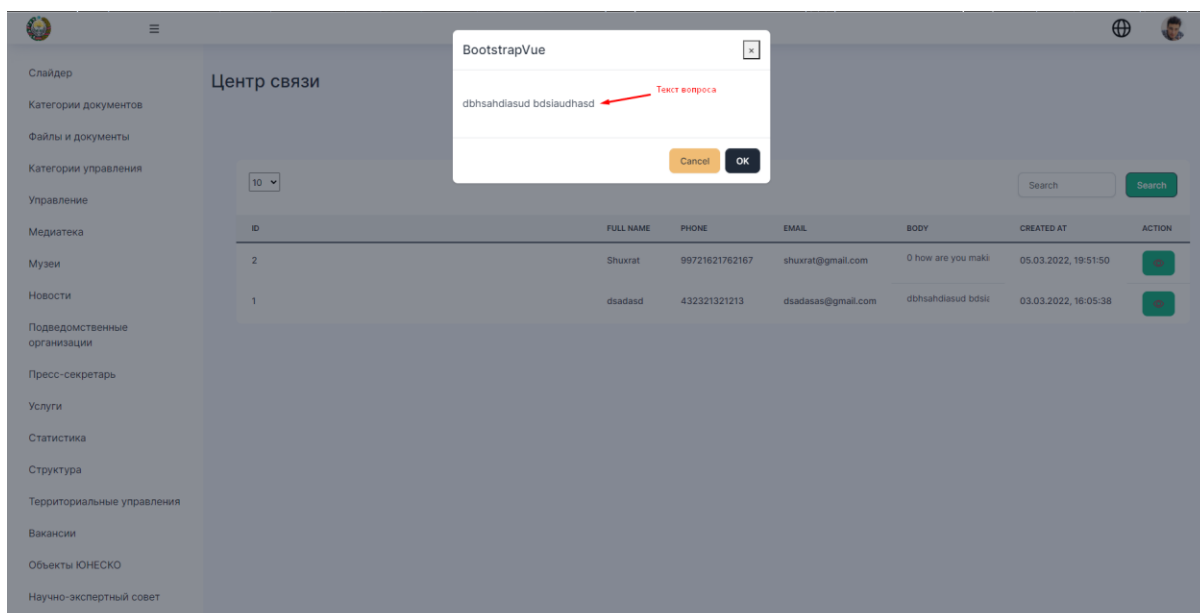 BootstrapVue
×
dbhsahdiasud bdsiaudhasd
Текст вопроса
Cancel
OK
Слайдер
Категории документов
Файлы и документы
Категории управления
Управление
Медиатека
Музеи
Новости
Подведомственные
организации
Пресс-секретарь
Услуги
Статистика
Структура
Территориальные управления
Вакансии
Объекты ЮНЕСКО
Научно-экспертный совет
Центр связи
10
Search
Search
ID FULL NAME PHONE EMAIL BODY CREATED AT ACTION
2 Shuxrat 99721621762167 shuxrat@gmail.com 0 how are you maki 05.03.2022, 19:51:50
1 dsadasd 432321321213 dsadasas@gmail.com dbhsahdiasud bdsia 03.03.2022, 16:05:38